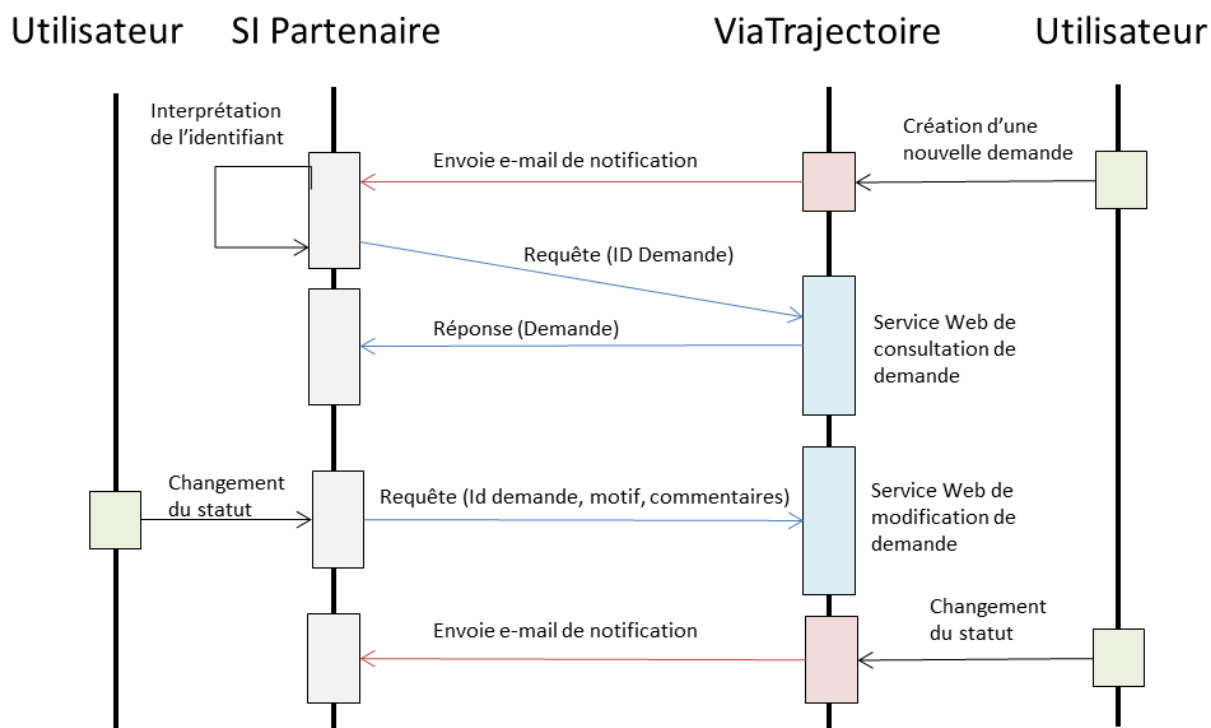 Utilisateur SI Partenaire ViaTrajectoire Utilisateur
Interprétation
de l'identifiant
Création d'une
nouvelle demande
Envoie e-mail de notification
Requête (ID Demande)
Réponse (Demande)
Service Web de
consultation de
demande
Changement
du statut
Requête (Id demande, motif, commentaires)
Service Web de
modification de
demande
Envoie e-mail de notification
Changement
du statut